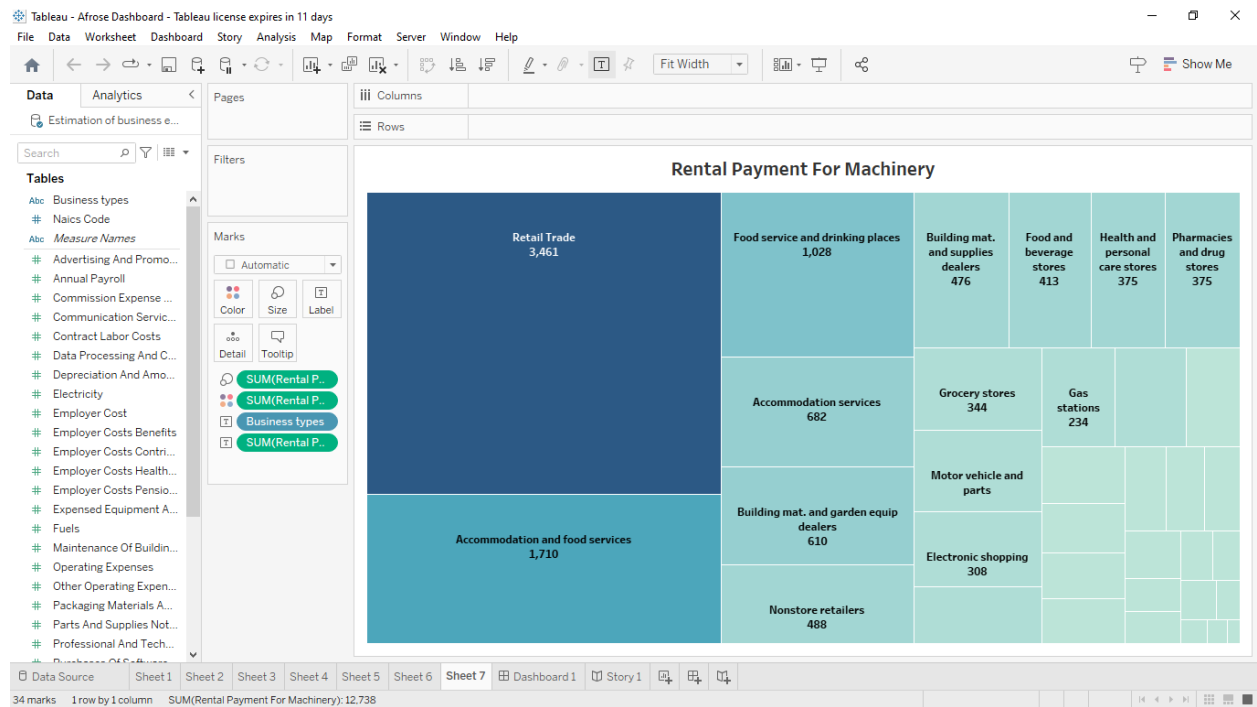 Tableau - Afrose Dashboard - Tableau license expires in 11 days
File Data Worksheet Dashboard Story Analysis Map Format Server Window Help
Fit Width
Show Me
Data Analytics
Estimation of business e...
Search
Tables
Abc Business types
# Naics Code
Abc Measure Names
# Advertising And Promo...
# Annual Payroll
# Commission Expense ...
# Communication Servic...
# Contract Labor Costs
# Data Processing And C...
# Depreciation And Amo...
# Electricity
# Employer Cost
# Employer Costs Benefits
# Employer Costs Contri...
# Employer Costs Health...
# Employer Costs Pensio...
# Expensed Equipment A...
# Fuels
# Maintenance Of Buildin...
# Operating Expenses
# Other Operating Expen...
# Packaging Materials A...
# Parts And Supplies Not...
# Professional And Tech...
Pages
Filters
Marks
Automatic
Color Size Label
Detail Tooltip
SUM(Rental P..
SUM(Rental P..
Business types
SUM(Rental P..
Columns
Rows
Rental Payment For Machinery
Retail Trade
3,461
Accommodation and food services
1,710
Food service and drinking places
1,028
Accommodation services
682
Building mat. and garden equip
dealers
610
Nonstore retailers
488
Building mat.
and supplies
dealers
476
Food and
beverage
stores
413
Health and
personal
care stores
375
Pharmacies
and drug
stores
375
Grocery stores
344
Gas
stations
234
Motor vehicle and
parts
Electronic shopping
308
Data Source Sheet 1 Sheet 2 Sheet 3 Sheet 4 Sheet 5 Sheet 6 Sheet 7 Dashboard 1 Story 1
34 marks 1 row by 1 column SUM(Rental Payment For Machinery): 12,738